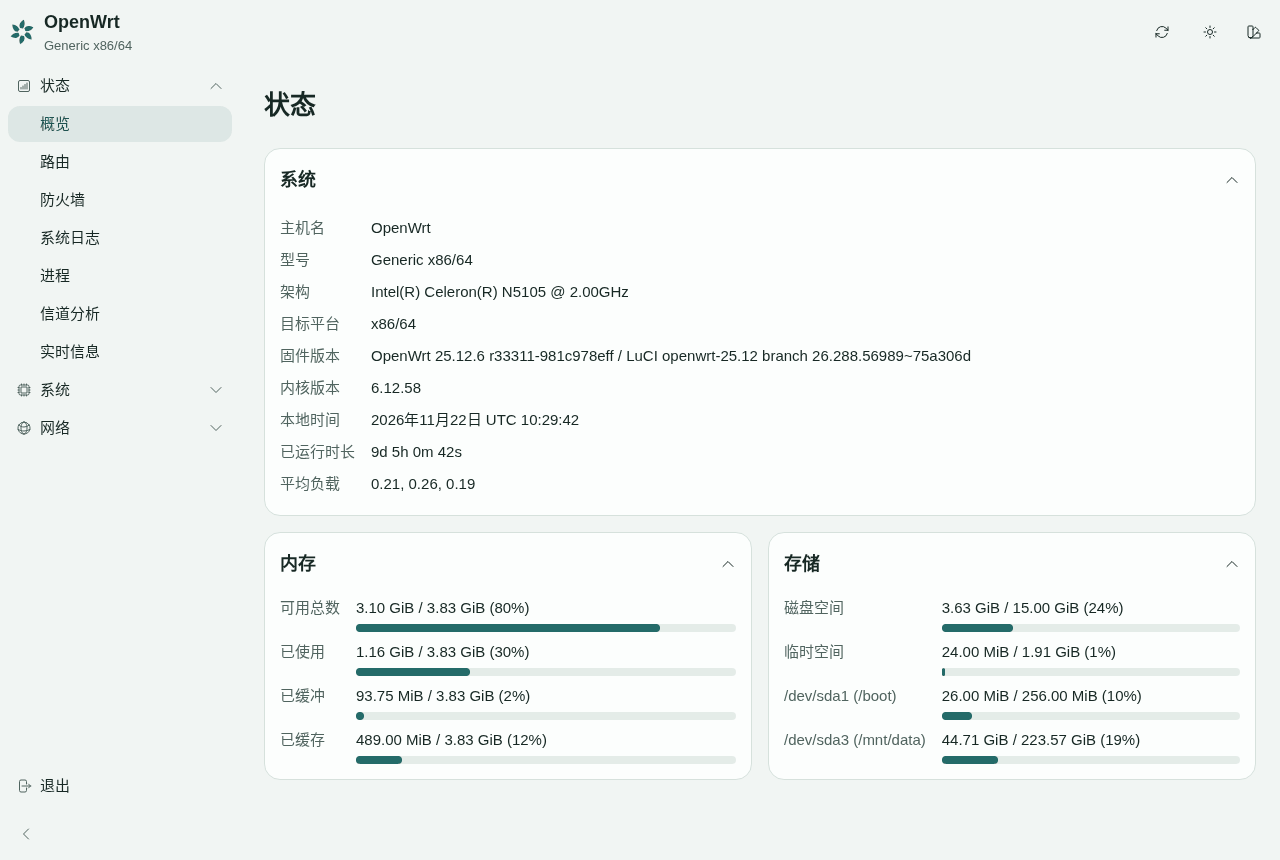 OpenWrt
Generic x86/64
状态
概览
路由
防火墙
系统日志
进程
信道分析
实时信息
系统
网络
退出
状态
系统
主机名 OpenWrt
型号 Generic x86/64
架构 Intel(R) Celeron(R) N5105 @ 2.00GHz
目标平台 x86/64
固件版本 OpenWrt 25.12.6 r33311-981c978eff / LuCI openwrt-25.12 branch 26.288.56989~75a306d
内核版本 6.12.58
本地时间 2026年11月22日 UTC 10:29:42
已运行时长 9d 5h 0m 42s
平均负载 0.21, 0.26, 0.19
内存
可用总数 3.10 GiB / 3.83 GiB (80%)
已使用 1.16 GiB / 3.83 GiB (30%)
已缓冲 93.75 MiB / 3.83 GiB (2%)
已缓存 489.00 MiB / 3.83 GiB (12%)
存储
磁盘空间 3.63 GiB / 15.00 GiB (24%)
临时空间 24.00 MiB / 1.91 GiB (1%)
/dev/sda1 (/boot) 26.00 MiB / 256.00 MiB (10%)
/dev/sda3 (/mnt/data) 44.71 GiB / 223.57 GiB (19%)